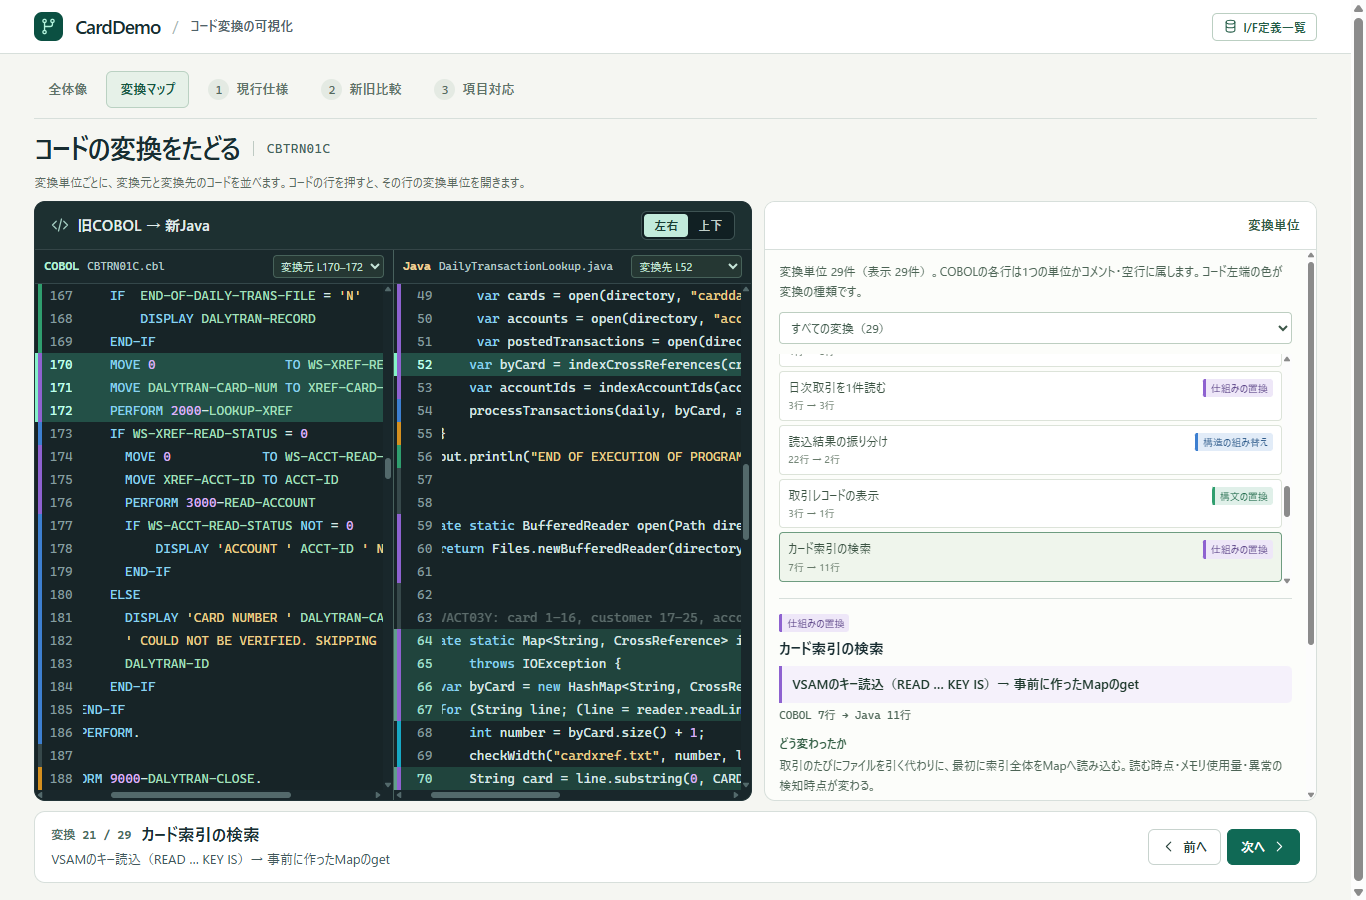 CardDemo / コード変換の可視化
I/F定義一覧
全体像 変換マップ 1 現行仕様 2 新旧比較 3 項目対応
コードの変換をたどる CBTRN01C
変換単位ごとに、変換元と変換先のコードを並べます。コードの行を押すと、その行の変換単位を開きます。
</> 旧COBOL → 新Java 左右 上下
COBOL CBTRN01C.cbl 変換元 L170–172
167 IF END-OF-DAILY-TRANS-FILE = 'N'
168 DISPLAY DALYTRAN-RECORD
169 END-IF
170 MOVE 0 TO WS-XREF-RE
171 MOVE DALYTRAN-CARD-NUM TO XREF-CARD-
172 PERFORM 2000-LOOKUP-XREF
173 IF WS-XREF-READ-STATUS = 0
174 MOVE 0 TO WS-ACCT-READ-
175 MOVE XREF-ACCT-ID TO ACCT-ID
176 PERFORM 3000-READ-ACCOUNT
177 IF WS-ACCT-READ-STATUS NOT = 0
178 DISPLAY 'ACCOUNT ' ACCT-ID ' N
179 END-IF
180 ELSE
181 DISPLAY 'CARD NUMBER ' DALYTRAN-CA
182 ' COULD NOT BE VERIFIED. SKIPPING
183 DALYTRAN-ID
184 END-IF
185 END-IF
186 PERFORM.
187
188 ORM 9000-DALYTRAN-CLOSE.
Java DailyTransactionLookup.java 変換先 L52
49 var cards = open(directory, "cardda
50 var accounts = open(directory, "acc
51 var postedTransactions = open(direc
52 var byCard = indexCrossReferences(cr
53 var accountIds = indexAccountIds(acc
54 processTransactions(daily, byCard, a
55 }
56 out.println("END OF EXECUTION OF PROGRAM
57
58
59 ate static BufferedReader open(Path dire
60 return Files.newBufferedReader(directory
61
62
63 VACT03Y: card 1-16, customer 17-25, acco
64 ate static Map<String, CrossReference> i
65 throws IOException {
66 var byCard = new HashMap<String, CrossRe
67 for (String line; (line = reader.readLin
68 int number = byCard.size() + 1;
69 checkWidth("cardxref.txt", number, l
70 String card = line.substring(0, CARD
変換単位
変換単位 29件（表示 29件）。COBOLの各行は1つの単位かコメント・空行に属します。コード左端の色が
変換の種類です。
すべての変換（29）
日次取引を1件読む 仕組みの置換
3行 → 3行
読込結果の振り分け 構造の組み替え
22行 → 2行
取引レコードの表示 構文の置換
3行 → 1行
カード索引の検索 仕組みの置換
7行 → 11行
仕組みの置換
カード索引の検索
VSAMのキー読込（READ … KEY IS）→ 事前に作ったMapのget
COBOL 7行 → Java 11行
どう変わったか
取引のたびにファイルを引く代わりに、最初に索引全体をMapへ読み込む。読む時点・メモリ使用量・異常の
検知時点が変わる。
変換 21 / 29 カード索引の検索
VSAMのキー読込（READ … KEY IS）→ 事前に作ったMapのget
前へ 次へ